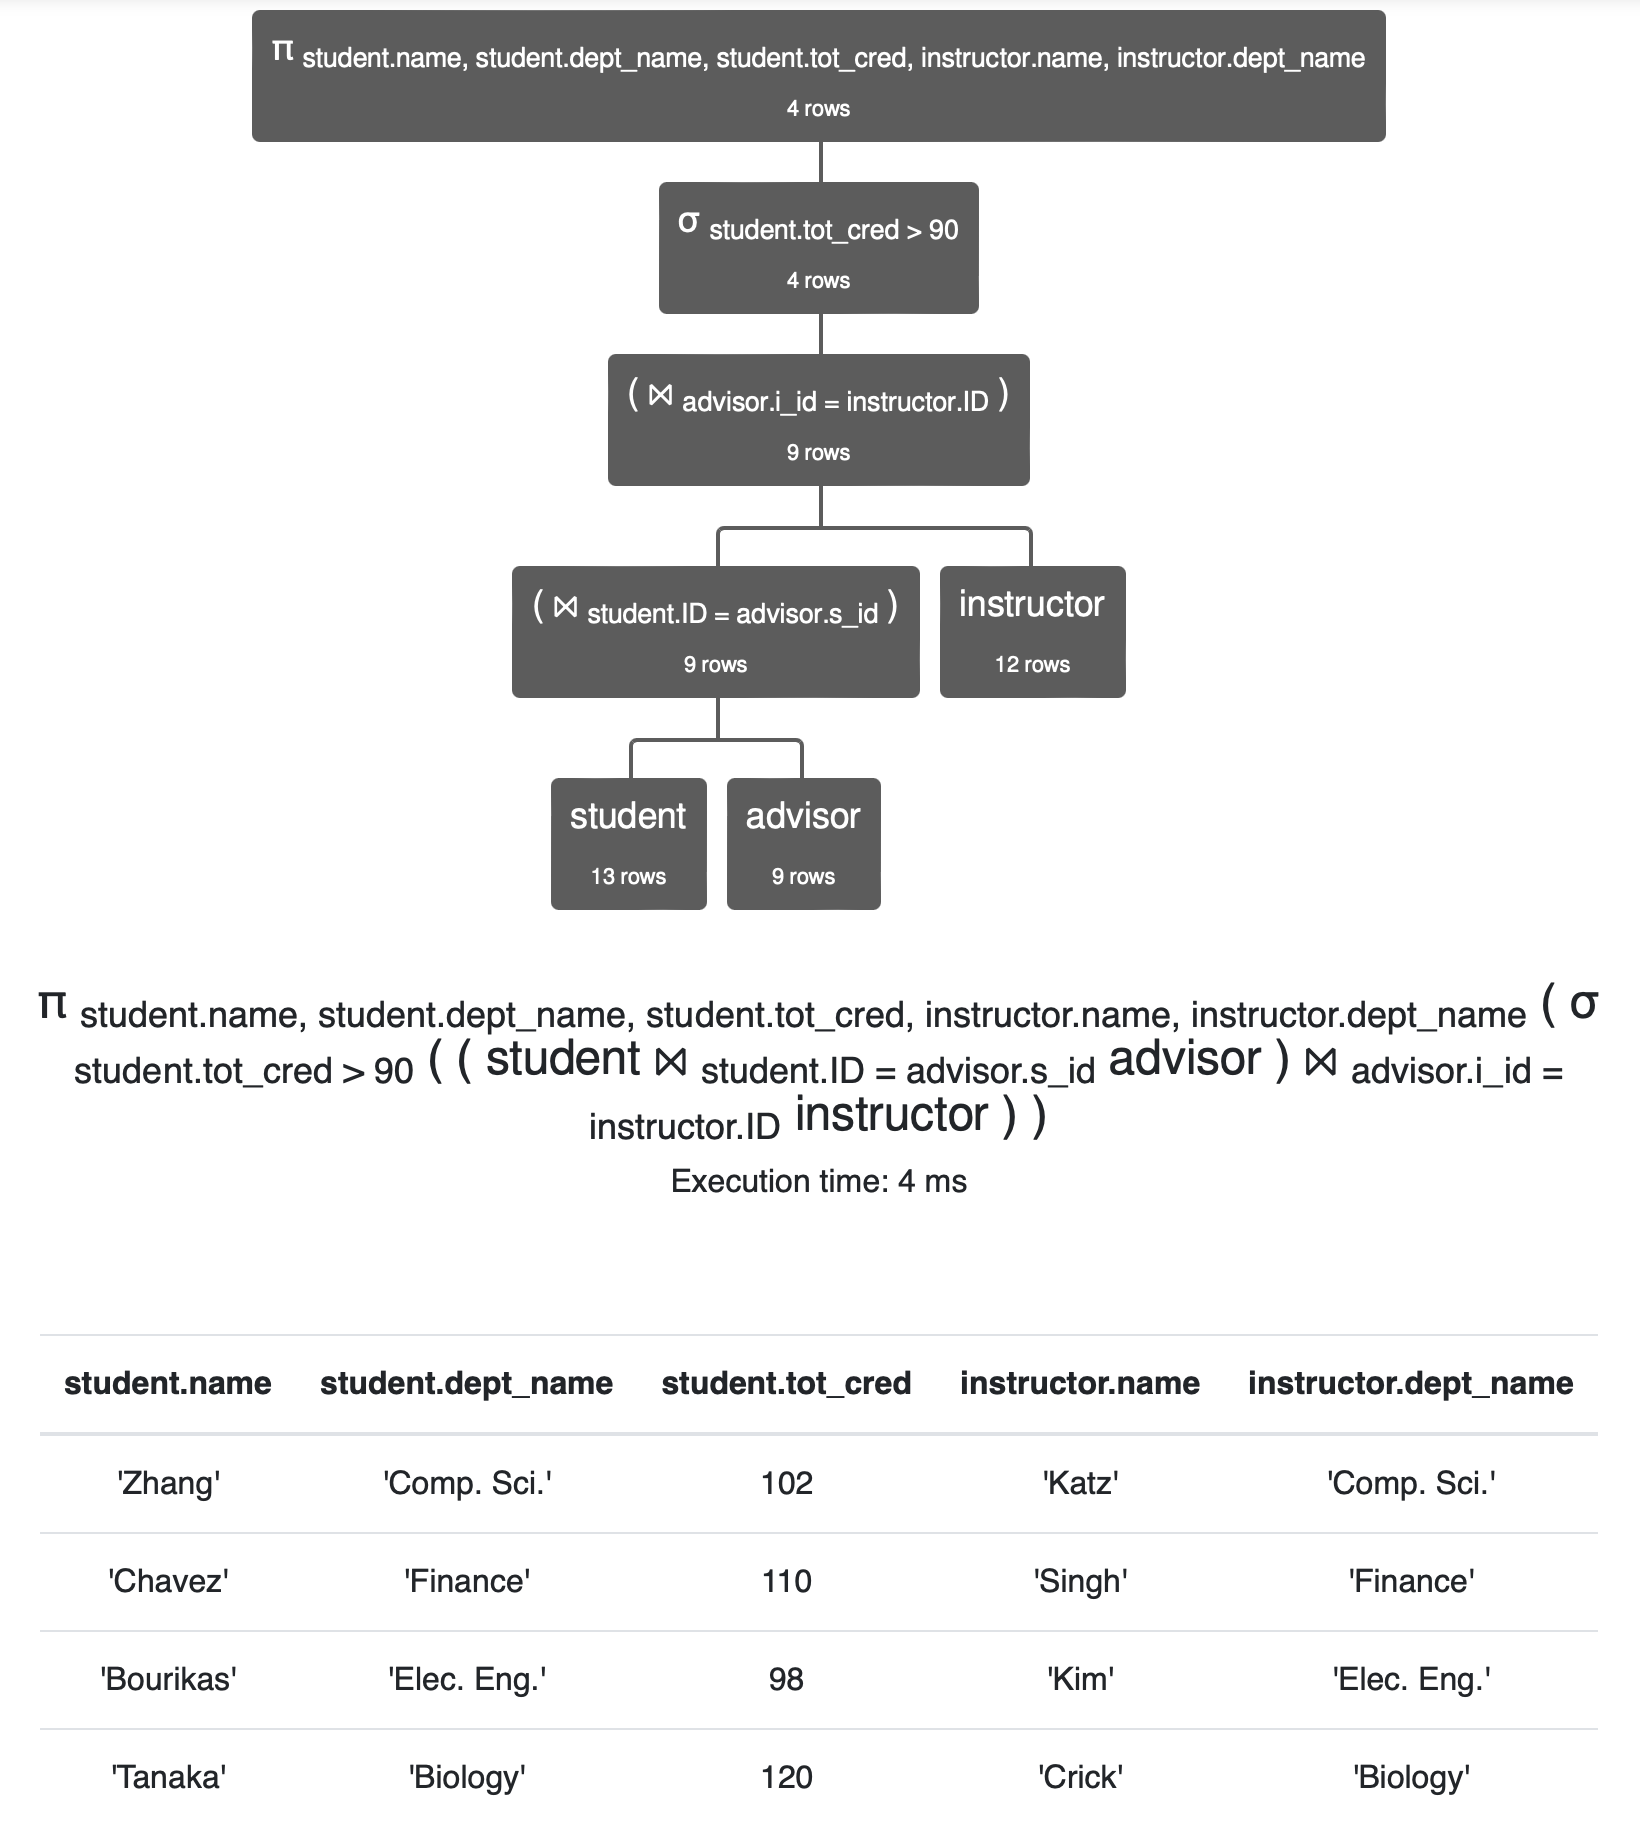 π student.name, student.dept_name, student.tot_cred, instructor.name, instructor.dept_name
4 rows
σ student.tot_cred > 90
4 rows
( ⨝ advisor.i_id = instructor.ID )
9 rows
( ⨝ student.ID = advisor.s_id )
9 rows
instructor
12 rows
student
13 rows
advisor
9 rows
π student.name, student.dept_name, student.tot_cred, instructor.name, instructor.dept_name ( σ
student.tot_cred > 90 ( ( student ⨝ student.ID = advisor.s_id advisor ) ⨝ advisor.i_id =
instructor.ID instructor ) )
Execution time: 4 ms
student.name student.dept_name student.tot_cred instructor.name instructor.dept_name
'Zhang' 'Comp. Sci.' 102 'Katz' 'Comp. Sci.'
'Chavez' 'Finance' 110 'Singh' 'Finance'
'Bourikas' 'Elec. Eng.' 98 'Kim' 'Elec. Eng.'
'Tanaka' 'Biology' 120 'Crick' 'Biology'